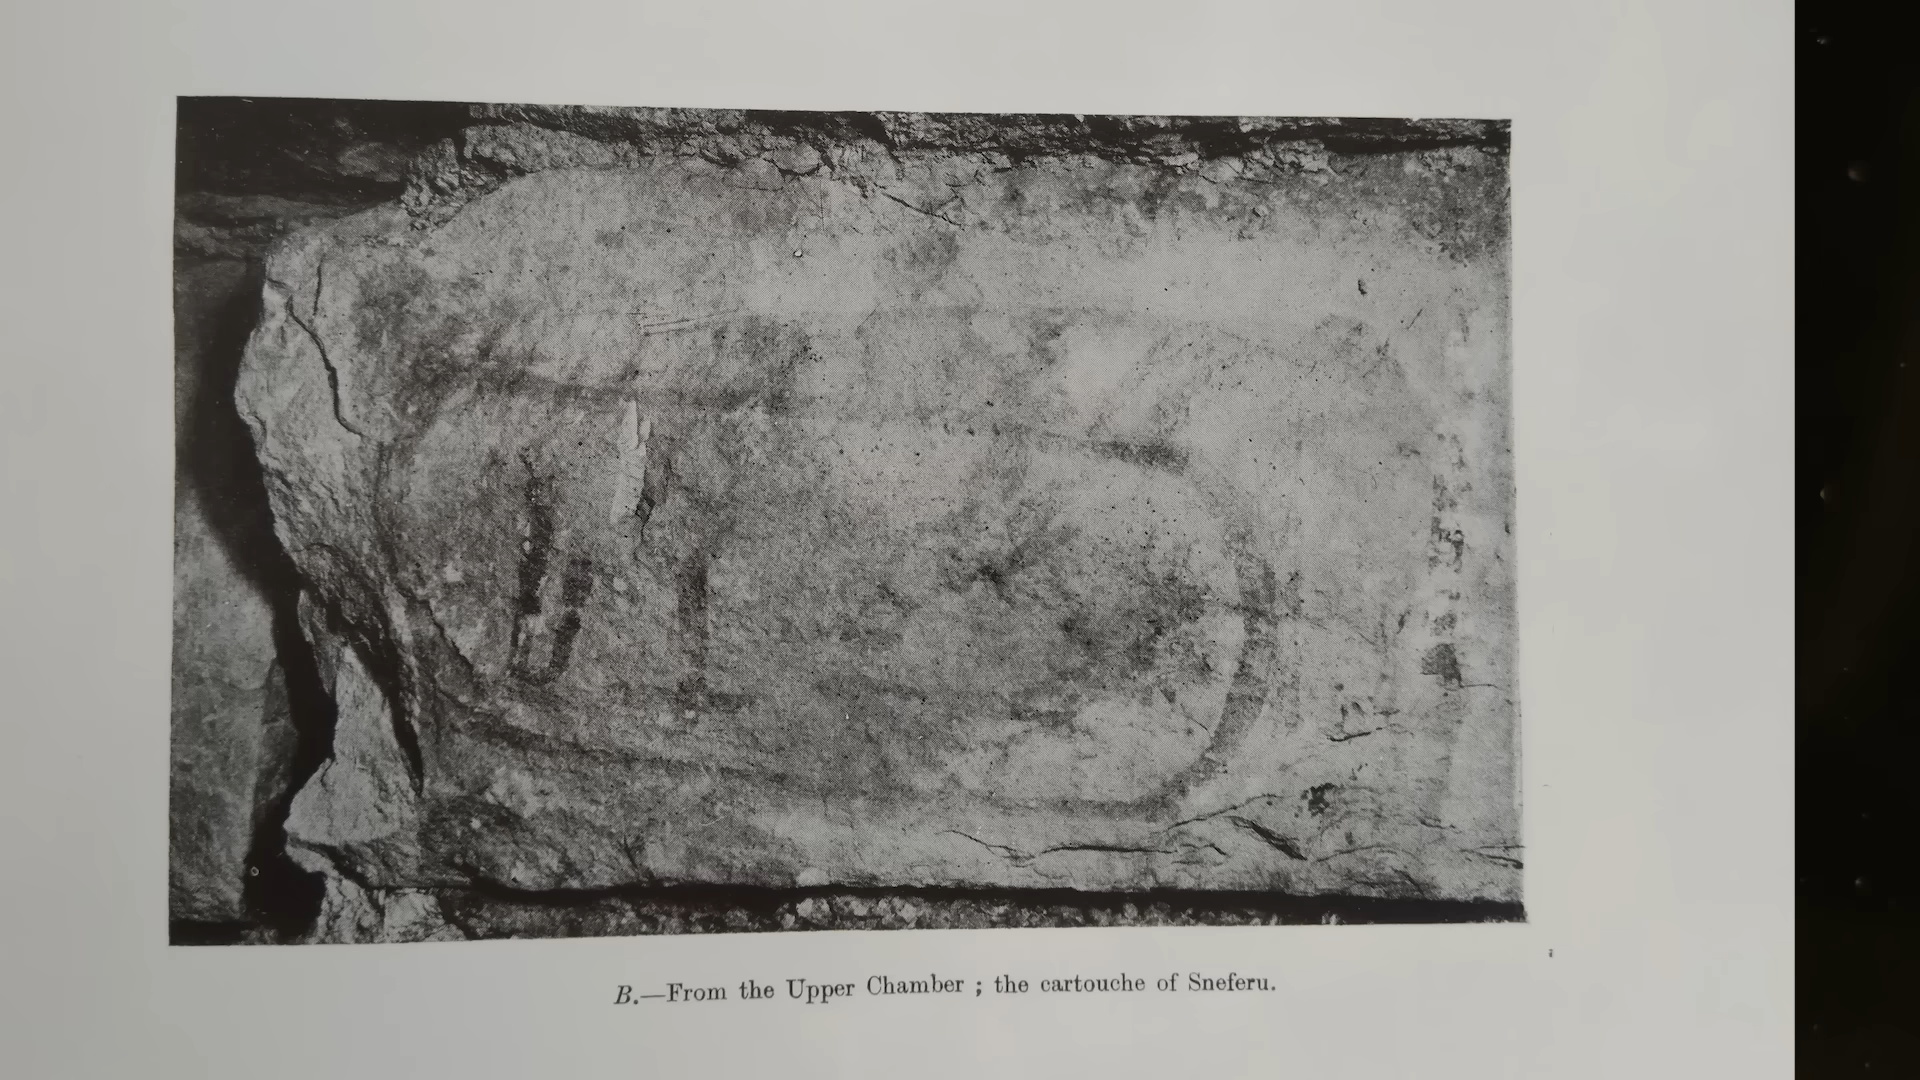 B.—From the Upper Chamber ; the cartouche of Sneferu.